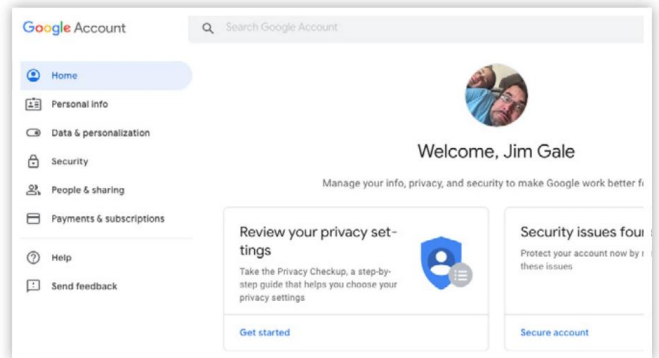 Google Account
Search Google Account
Home
Personal info
Data & personalization
Security
People & sharing
Payments & subscriptions
Help
Send feedback
Welcome, Jim Gale
Manage your info, privacy, and security to make Google work better
Review your privacy set-
tings
Take the Privacy Checkup, a step-by-
step guide that helps you choose your
privacy settings
Get started
Security issues
Protect your account now by
these issues
Secure account